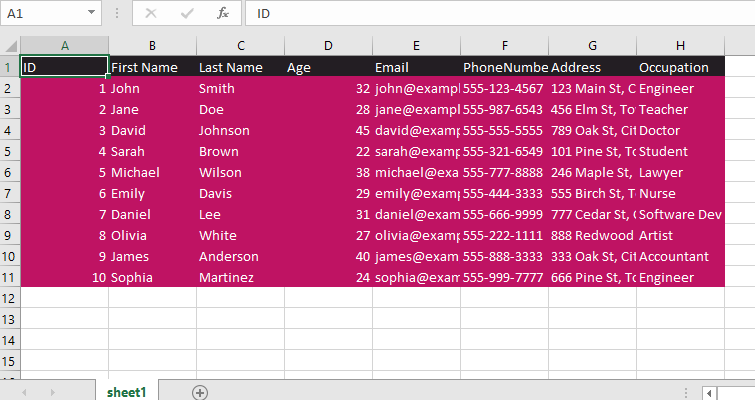 A1 fx ID
A B C D E F G H
1 ID First Name Last Name Age Email PhoneNumbe Address Occupation
2 1 John Smith 32 john@exampl 555-123-4567 123 Main St, C Engineer
3 2 Jane Doe 28 jane@exampl 555-987-6543 456 Elm St, To Teacher
4 3 David Johnson 45 david@exam 555-555-5555 789 Oak St, Cit Doctor
5 4 Sarah Brown 22 sarah@exam 555-321-6549 101 Pine St, To Student
6 5 Michael Wilson 38 michael@exa 555-777-8888 246 Maple St, Lawyer
7 6 Emily Davis 29 emily@exam 555-444-3333 555 Birch St, T Nurse
8 7 Daniel Lee 31 daniel@exam 555-666-9999 777 Cedar St, Software Dev
9 8 Olivia White 27 olivia@exam 555-222-1111 888 Redwood Artist
10 9 James Anderson 40 james@exam 555-888-3333 333 Oak St, Cit Accountant
11 10 Sophia Martinez 24 sophia@exam 555-999-7777 666 Pine St, To Engineer
12
13
14
15
sheet1